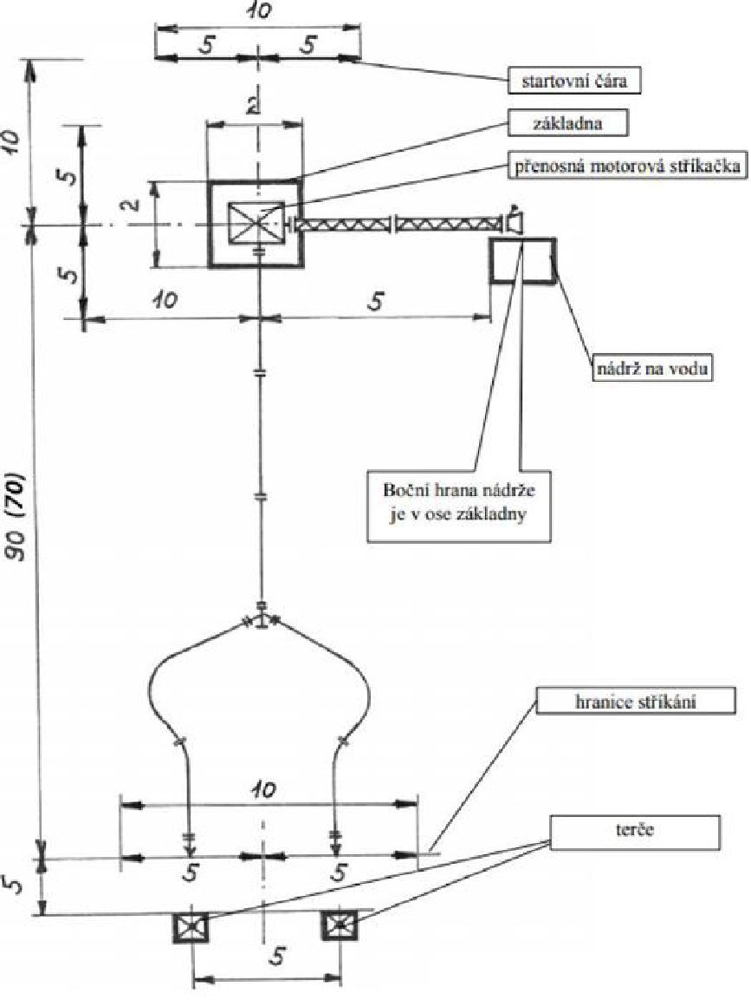 10
5 5
startovní čára
2
základna
10
5
přenosná motorová stříkačka
2
5
10 5
nádrž na vodu
Boční hrana nádrže
je v ose základny
90 (70)
hranice stříkání
10
terče
5 5
5
5